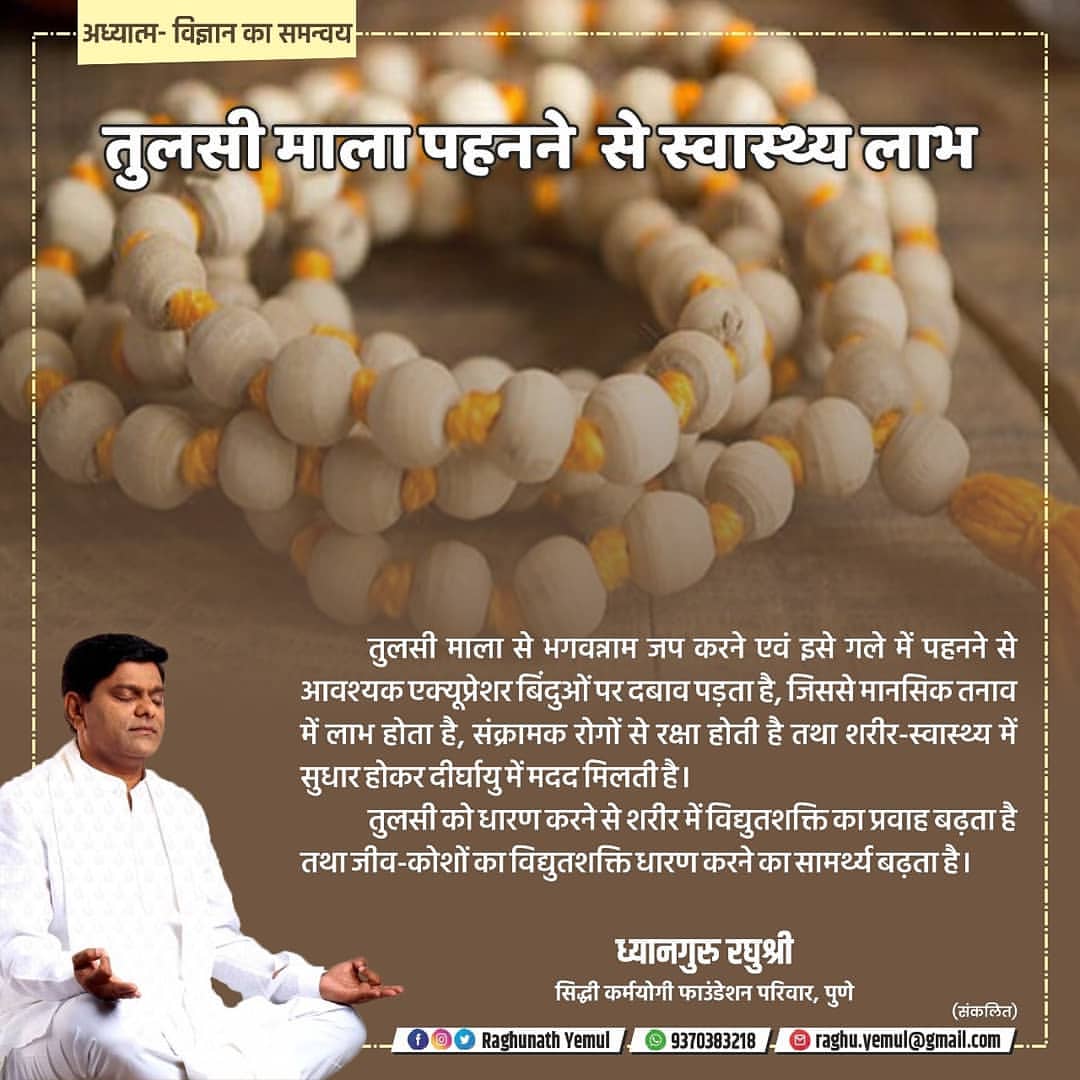 अध्यात्म- विज्ञान का समन्वय
तुलसी माला पहनने से स्वास्थ्य लाभ
तुलसी माला से भगवन्नाम जप करने एवं इसे गले में पहनने से
आवश्यक एक्यूप्रेशर बिंदुओं पर दबाव पड़ता है, जिससे मानसिक तनाव
में लाभ होता है, संक्रामक रोगों से रक्षा होती है तथा शरीर-स्वास्थ्य में
सुधार होकर दीर्घायु में मदद मिलती है।
तुलसी को धारण करने से शरीर में विद्युतशक्ति का प्रवाह बढ़ता है
तथा जीव-कोशों का विद्युतशक्ति धारण करने का सामर्थ्य बढ़ता है।
ध्यानगुरु रघुश्री
सिद्धी कर्मयोगी फाउंडेशन परिवार, पुणे
(संकलित)
Raghunath Yemul 9370383218 raghu.yemul@gmail.com